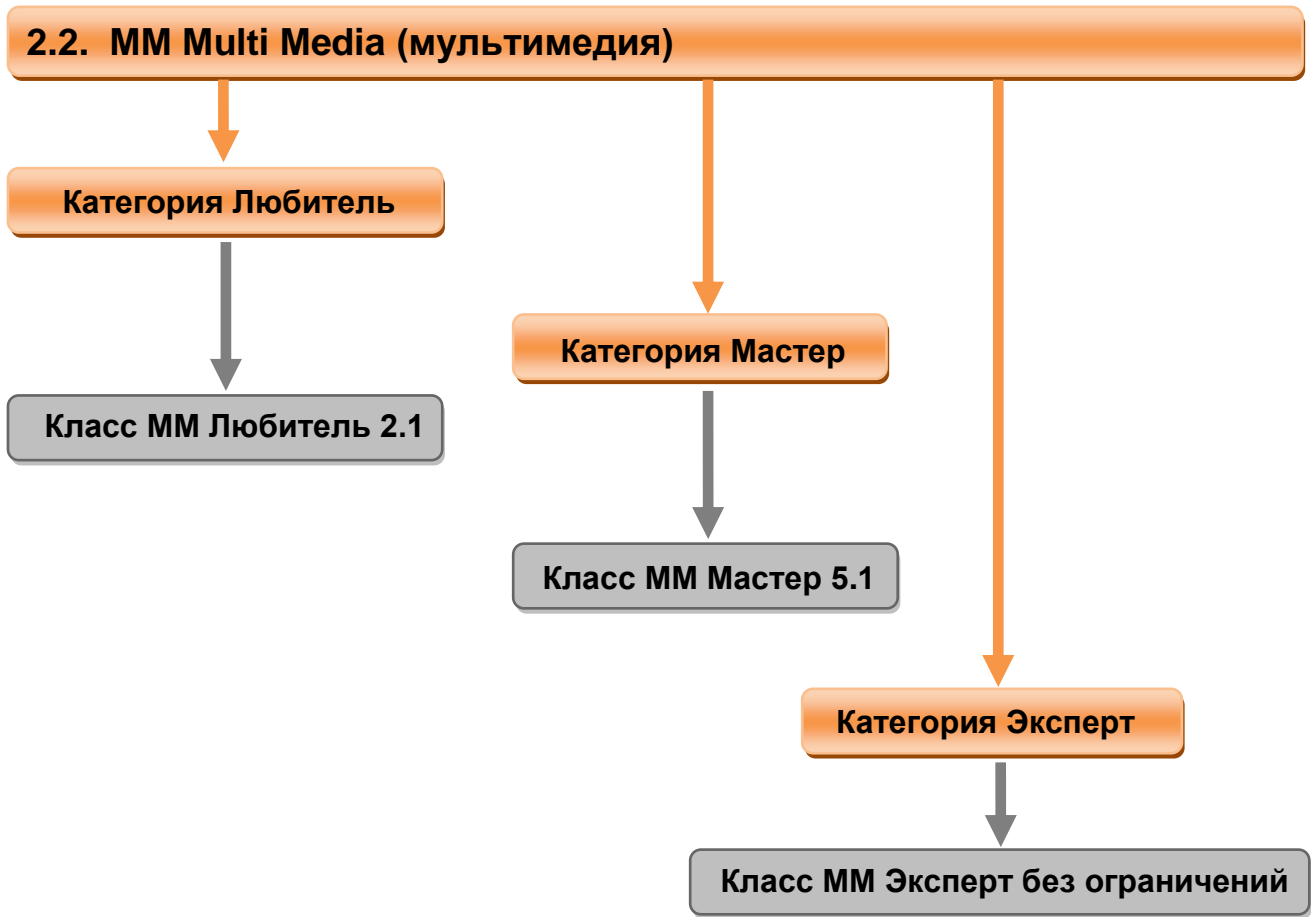 2.2. MM Multi Media (мультимедия)
Категория Любитель
Класс ММ Любитель 2.1
Категория Мастер
Класс ММ Мастер 5.1
Категория Эксперт
Класс ММ Эксперт без ограничений